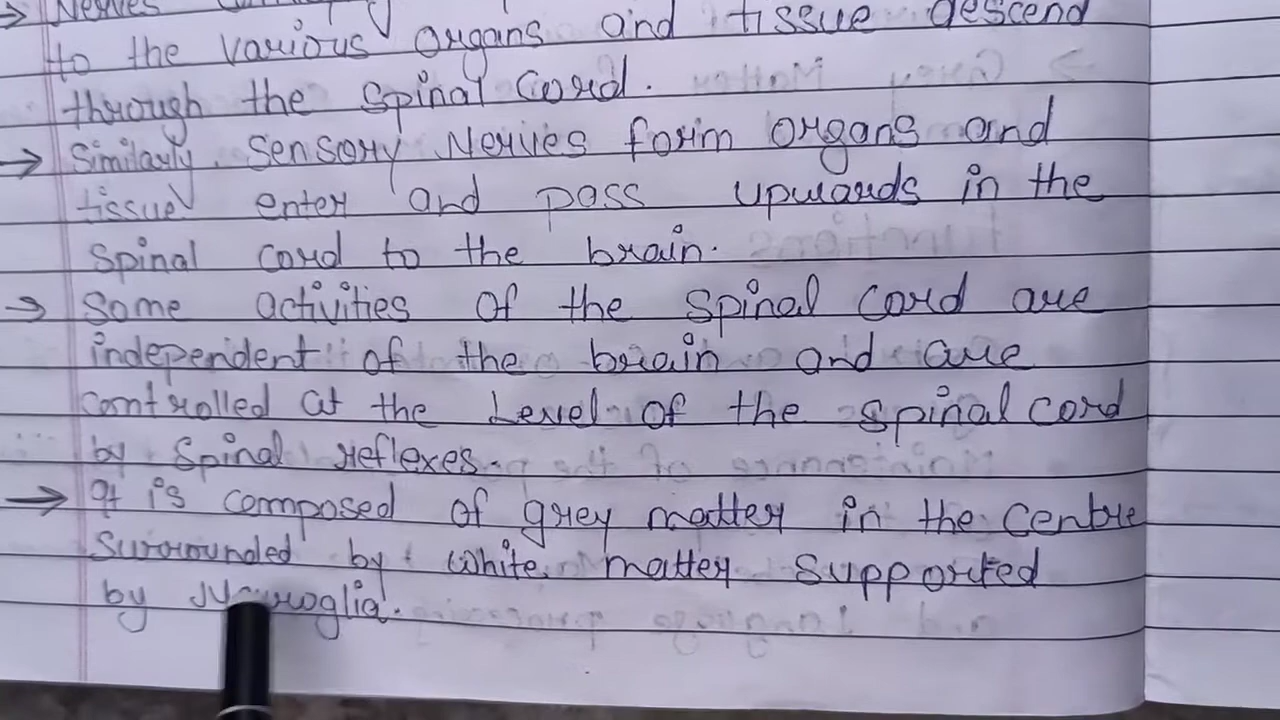 → Nerves
to the various organs and tissue descend
through the spinal cord.
→ Similarly, sensory Nerves form organs and
tissue enter and pass upwards in the
spinal cord to the brain.
→ Some activities of the spinal cord are
independent of the brain and are
controlled at the Level of the spinal cord
by spinal reflexes.
→ It is composed of grey matter in the centre
Surrounded by white matter supported
by Neuroglia.